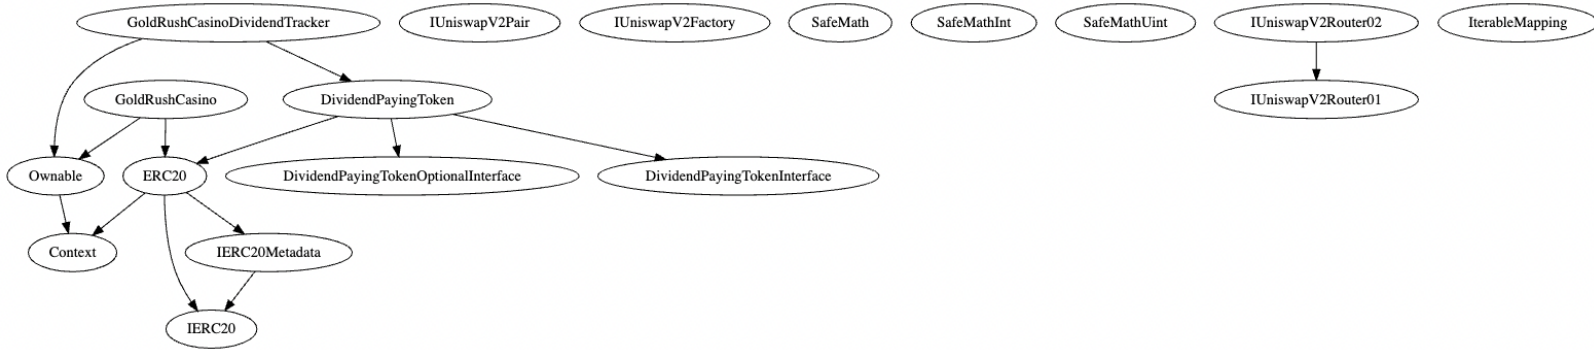 GoldRushCasinoDividendTracker
IUniswapV2Pair
IUniswapV2Factory
SafeMath
SafeMathInt
SafeMathUint
IUniswapV2Router02
IterableMapping
GoldRushCasino
DividendPayingToken
IUniswapV2Router01
Ownable
ERC20
DividendPayingTokenOptionalInterface
DividendPayingTokenInterface
Context
IERC20Metadata
IERC20